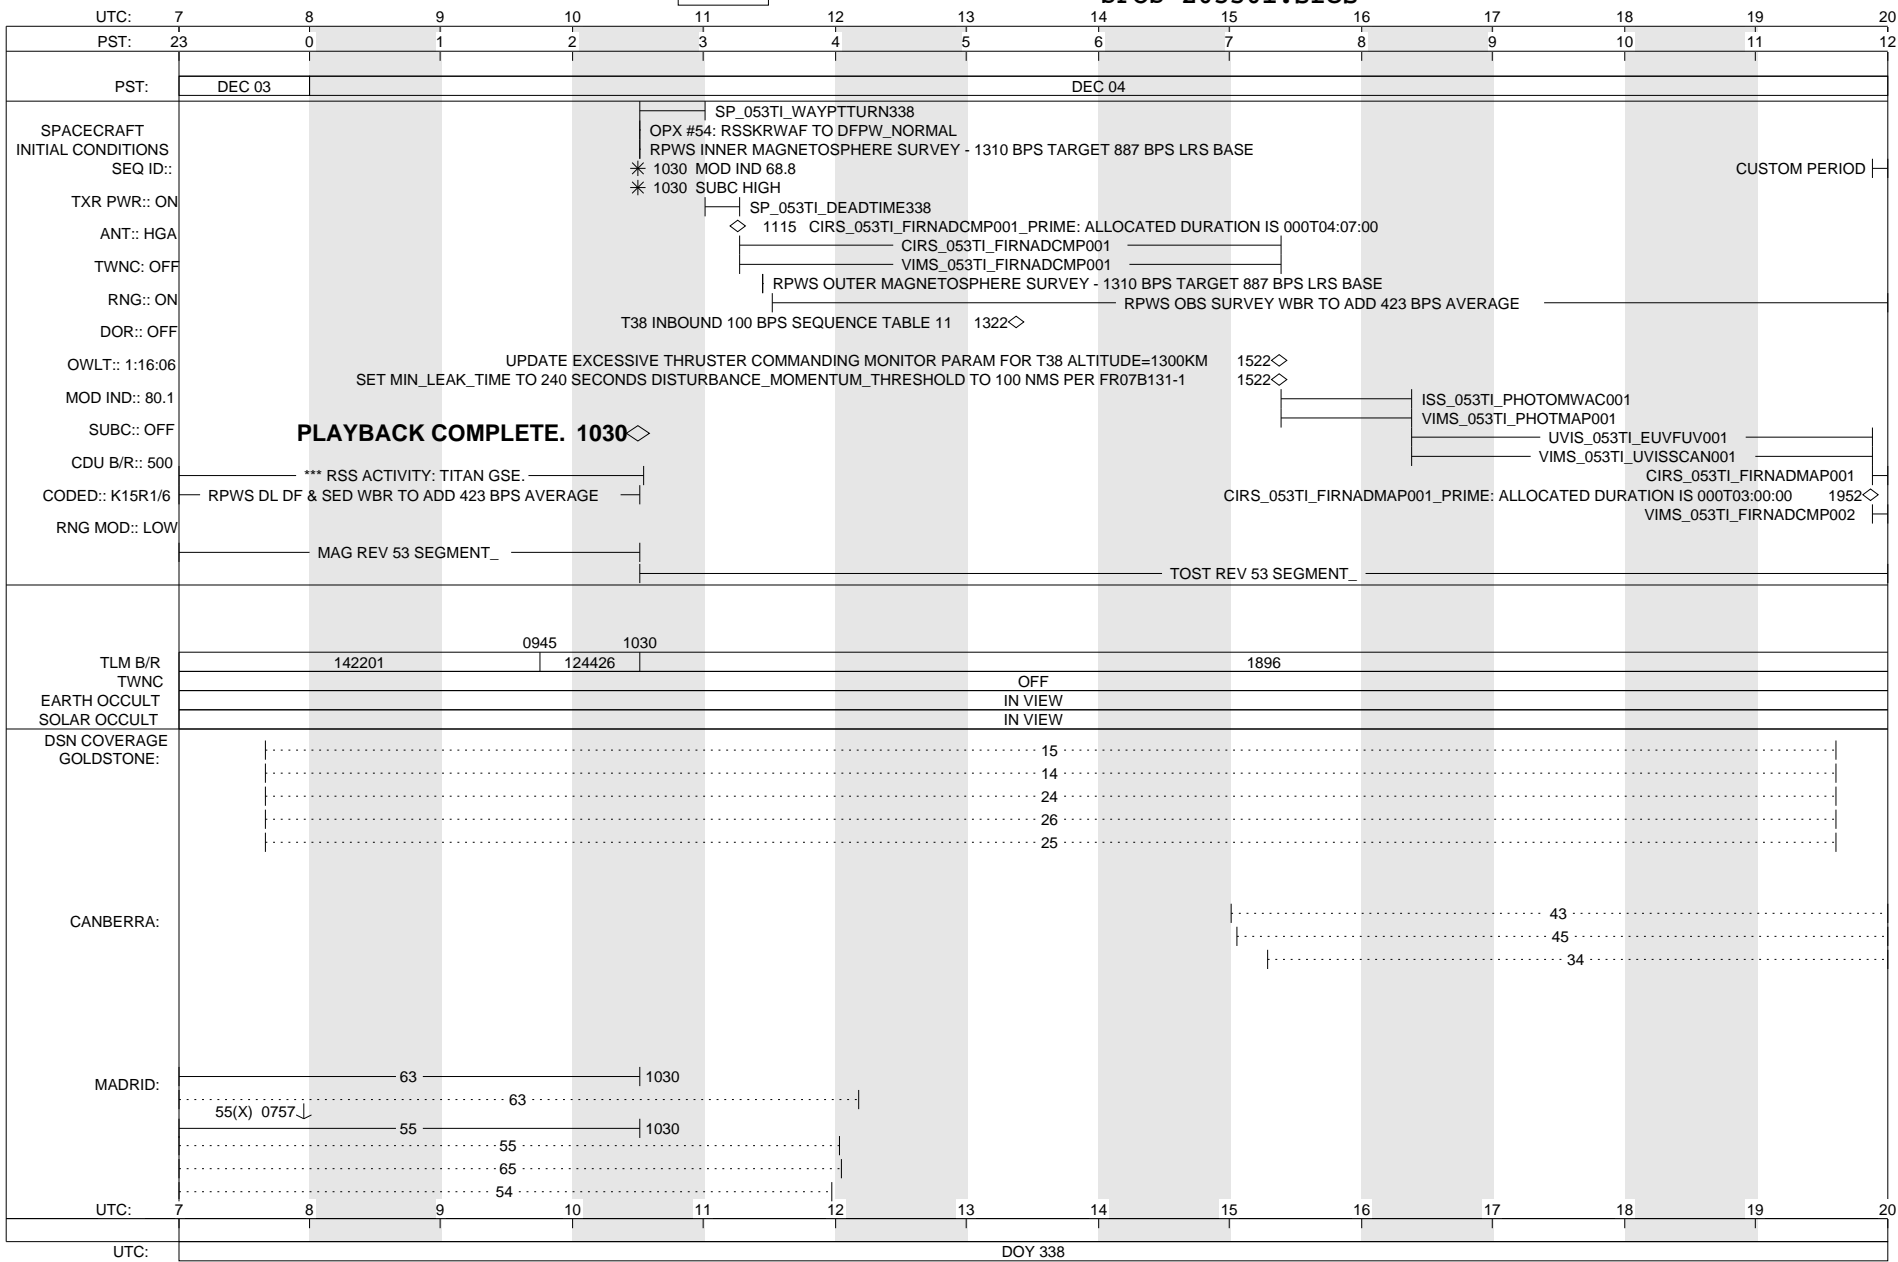 UTC: 7 8 9 10 11 12 13 14 15 16 17 18 19 20
PST: 23 0 1 2 3 4 5 6 7 8 9 10 11 12
PST: DEC 03 DEC 04
SP_053TI_WAYPTTURN338
SPACECRAFT OPX #54: RSSKRWAF TO DFPW_NORMAL
INITIAL CONDITIONS RPWS INNER MAGNETOSPHERE SURVEY - 1310 BPS TARGET 887 BPS LRS BASE
SEQ ID:: 1030 MOD IND 68.8 CUSTOM PERIOD
1030 SUBC HIGH
TXR PWR:: ON SP_053TI_DEADTIME338
1115 CIRS_053TI_FIRNADCMP001_PRIME: ALLOCATED DURATION IS 000T04:07:00
ANT:: HGA
CIRS_053TI_FIRNADCMP001
TWNC: OFF VIMS_053TI_FIRNADCMP001
RPWS OUTER MAGNETOSPHERE SURVEY - 1310 BPS TARGET 887 BPS LRS BASE
RNG:: ON RPWS OBS SURVEY WBR TO ADD 423 BPS AVERAGE
T38 INBOUND 100 BPS SEQUENCE TABLE 11 1322
DOR:: OFF
OWLT:: 1:16:06 UPDATE EXCESSIVE THRUSTER COMMANDING MONITOR PARAM FOR T38 ALTITUDE=1300KM 1522
SET MIN_LEAK_TIME TO 240 SECONDS DISTURBANCE_MOMENTUM_THRESHOLD TO 100 NMS PER FR07B131-1 1522
MOD IND:: 80.1 ISS_053TI_PHOTOMWAC001
VIMS_053TI_PHOTMAP001
SUBC:: OFF PLAYBACK COMPLETE. 1030
UVIS_053TI_EUVFUV001
VIMS_053TI_UVISSCAN001
CDU B/R:: 500 *** RSS ACTIVITY: TITAN GSE. CIRS_053TI_FIRNADMAP001
CODED:: K15R1/6 RPWS DL DF & SED WBR TO ADD 423 BPS AVERAGE CIRS_053TI_FIRNADMAP001_PRIME: ALLOCATED DURATION IS 000T03:00:00 1952
VIMS_053TI_FIRNADCMP002
RNG MOD:: LOW
MAG REV 53 SEGMENT_
TOST REV 53 SEGMENT_
0945 1030
TLM B/R 142201 124426 1896
TWNC OFF
EARTH OCCULT IN VIEW
SOLAR OCCULT IN VIEW
DSN COVERAGE
GOLDSTONE: 15
14
24
26
25
CANBERRA: 43
45
34
MADRID: 63 1030
63
55(X) 0757
55 1030
55
65
54
UTC: 7 8 9 10 11 12 13 14 15 16 17 18 19 20
UTC: DOY 338